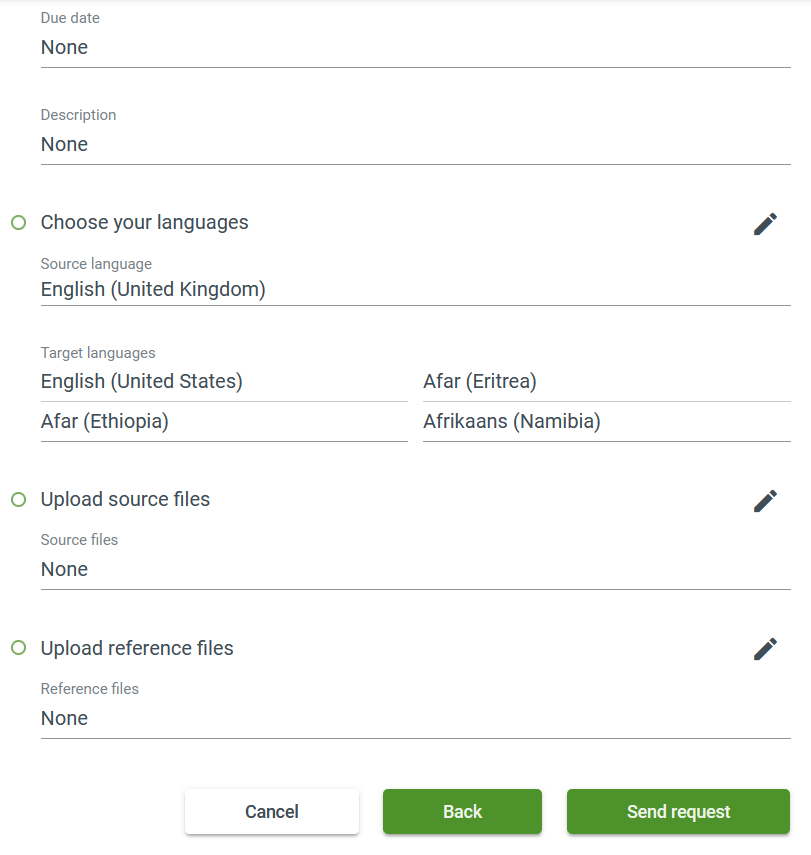 Due date
None
Description
None
Choose your languages
Source language
English (United Kingdom)
Target languages
English (United States)
Afar (Eritrea)
Afar (Ethiopia)
Afrikaans (Namibia)
Upload source files
Source files
None
Upload reference files
Reference files
None
Cancel
Back
Send request